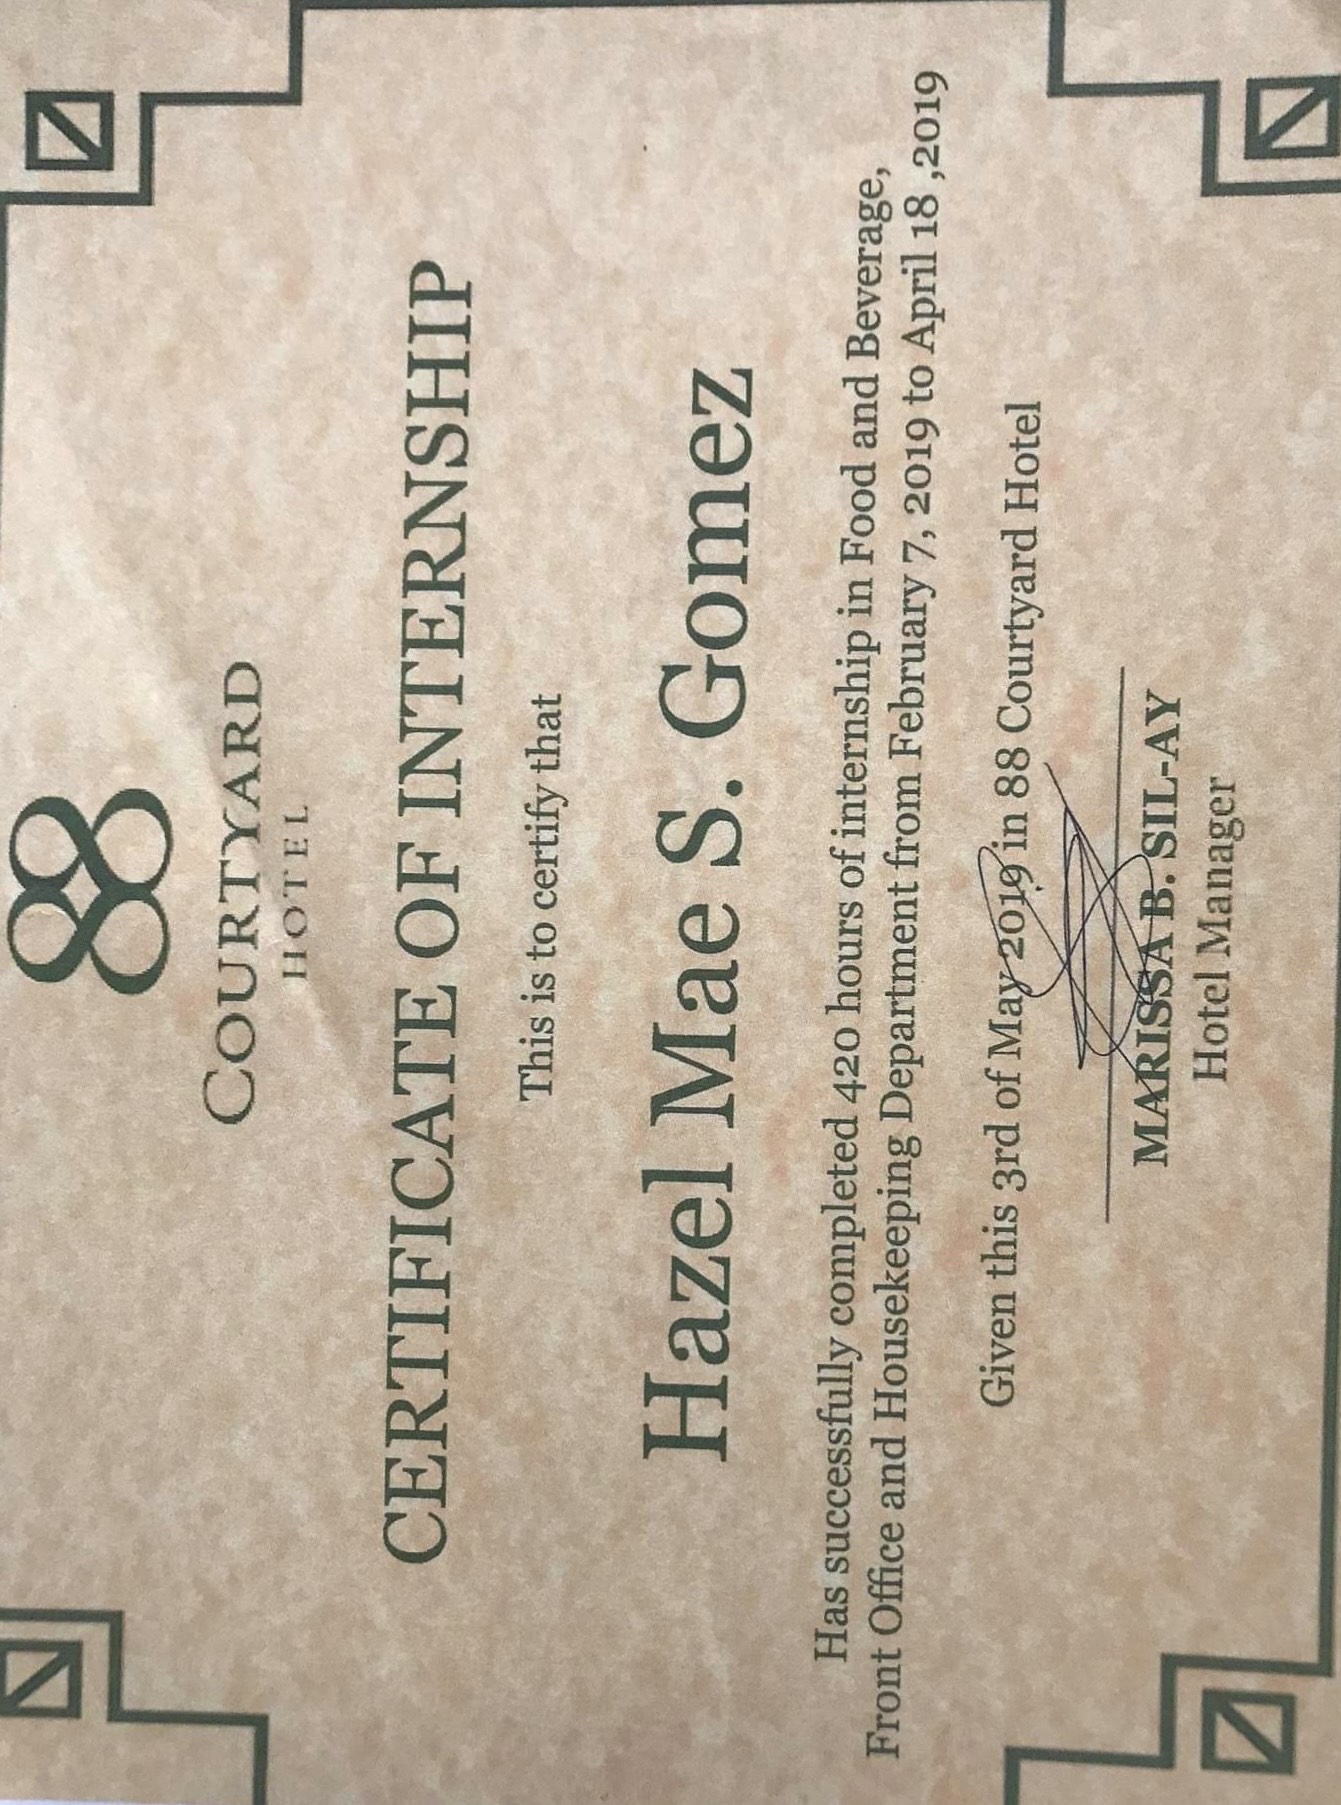 88
COURTYARD
HOTEL
CERTIFICATE OF INTERNSHIP
This is to certify that
Hazel Mae S. Gomez
Has successfully completed 420 hours of internship in Food and Beverage,
Front Office and Housekeeping Department from February 7, 2019 to April 18 ,2019
Given this 3rd of May 2019 in 88 Courtyard Hotel
MARISSA B. SIL-AY
Hotel Manager